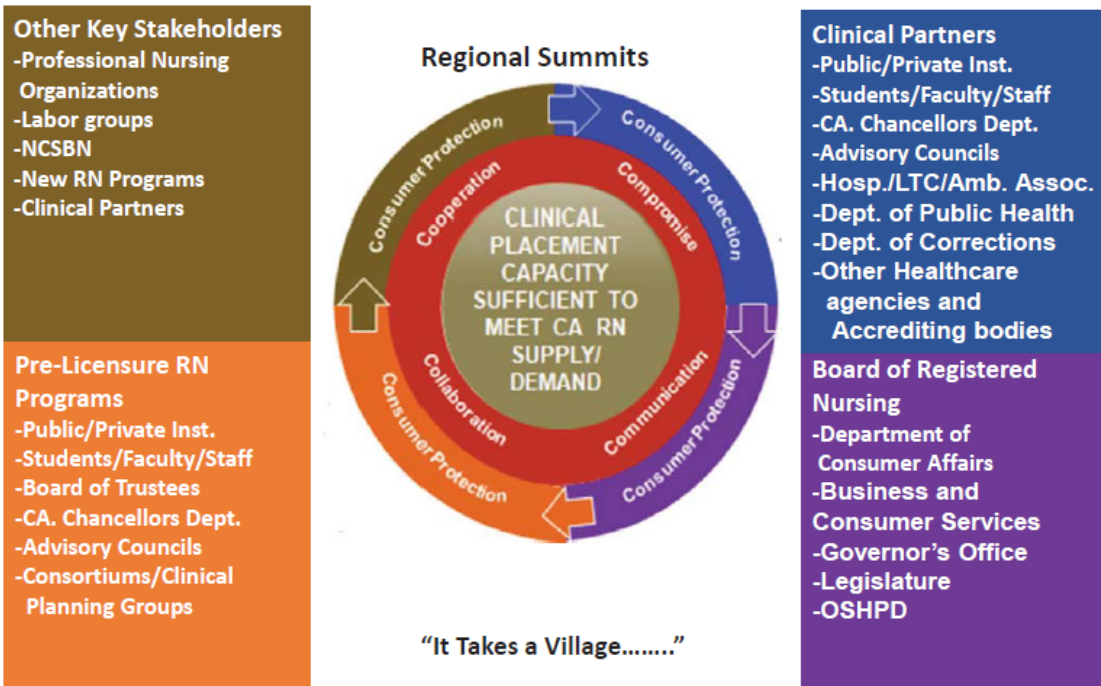 Other Key Stakeholders
-Professional Nursing
Organizations
-Labor groups
-NCSBN
-New RN Programs
-Clinical Partners
Pre-Licensure RN
Programs
-Public/Private Inst.
-Students/Faculty/Staff
-Board of Trustees
-CA. Chancellors Dept.
-Advisory Councils
-Consortiums/Clinical
Planning Groups
Regional Summits
Consumer Protection
Consumer Protection
Consumer Protection
Consumer Protection
Cooperation
Compromise
Communication
Collaboration
CLINICAL
PLACEMENT
CAPACITY
SUFFICIENT TO
MEET CA RN
SUPPLY/
DEMAND
“It Takes a Village……..”
Clinical Partners
-Public/Private Inst.
-Students/Faculty/Staff
-CA. Chancellors Dept.
-Advisory Councils
-Hosp./LTC/Amb. Assoc.
-Dept. of Public Health
-Dept. of Corrections
-Other Healthcare
agencies and
Accrediting bodies
Board of Registered
Nursing
-Department of
Consumer Affairs
-Business and
Consumer Services
-Governor’s Office
-Legislature
-OSHPD